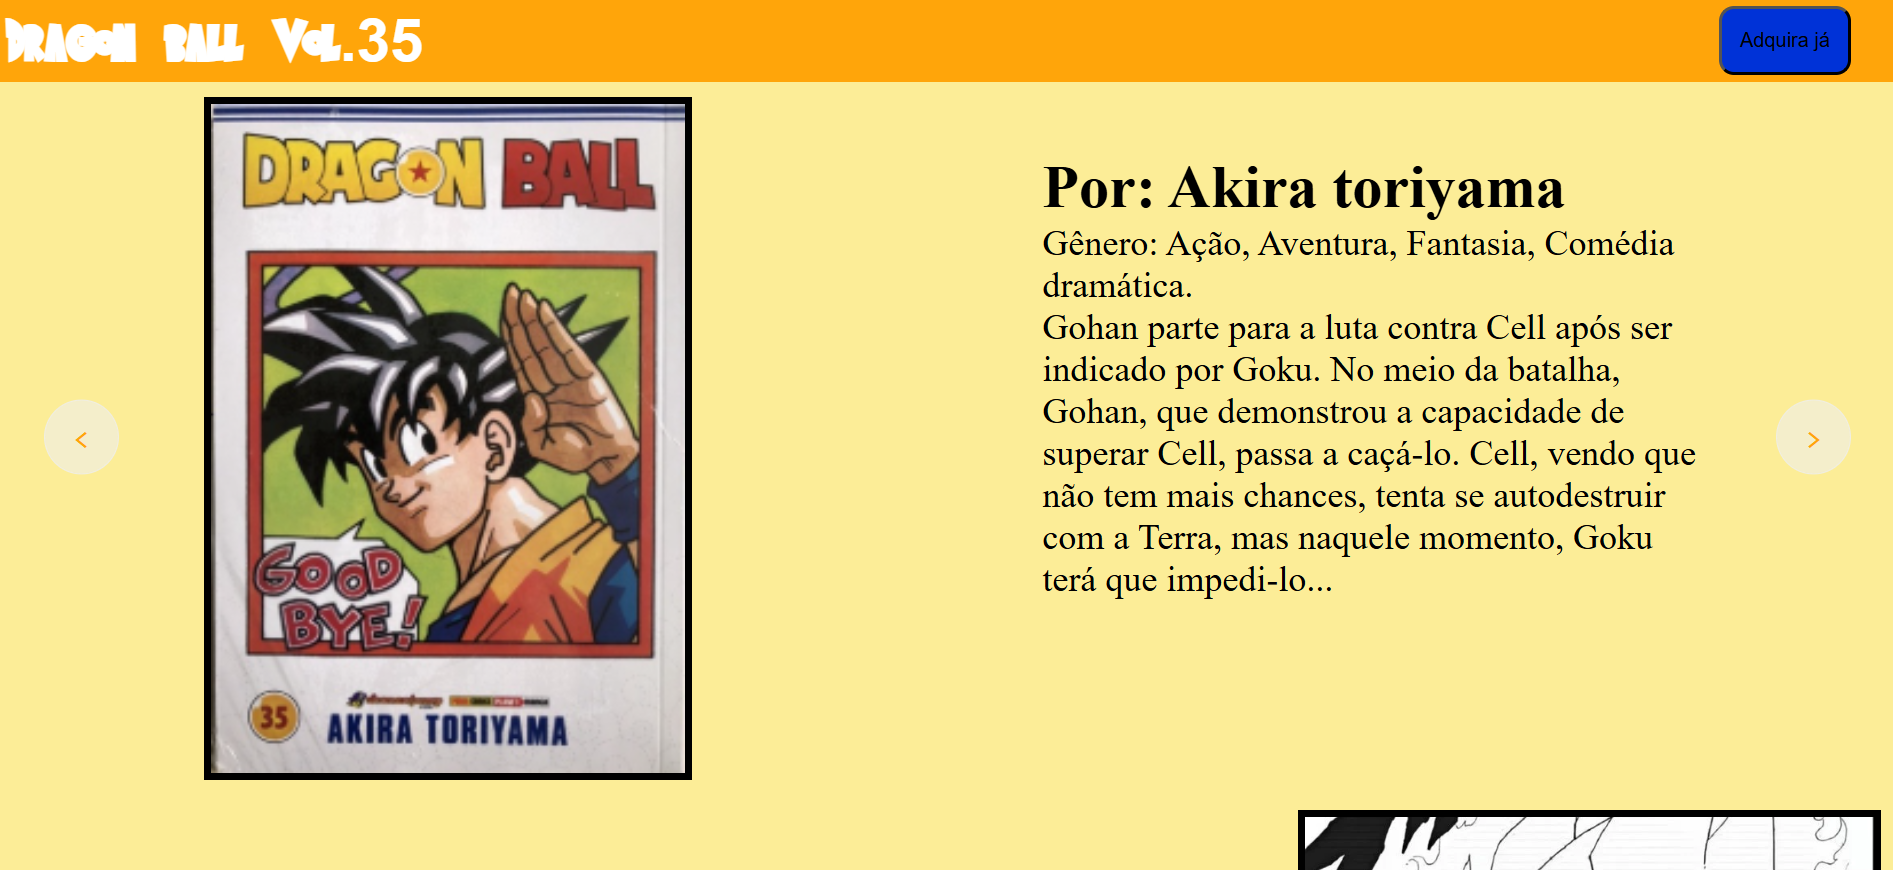 DRAGON BALL Vol.35
Adquira já
DRAGON BALL
Por: Akira toriyama
Gênero: Ação, Aventura, Fantasia, Comédia
dramática.
Gohan parte para a luta contra Cell após ser
indicado por Goku. No meio da batalha,
Gohan, que demonstrou a capacidade de
superar Cell, passa a caçá-lo. Cell, vendo que
não tem mais chances, tenta se autodestruir
com a Terra, mas naquele momento, Goku
terá que impedi-lo...
<
>
GOOD
BYE!
35
AKIRA TORIYAMA